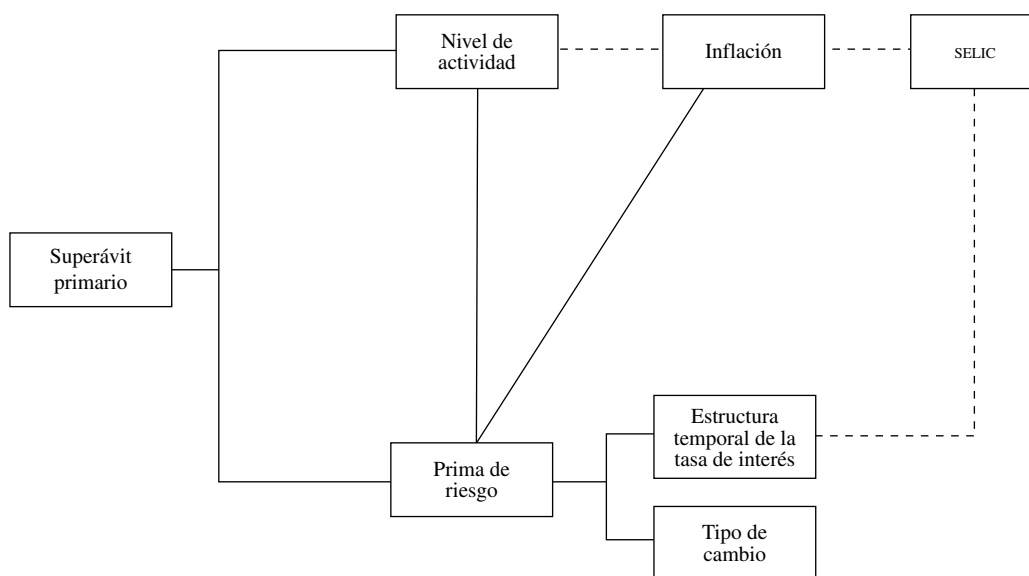 Nivel de
actividad
Inflación
SELIC
Superávit
primario
Estructura
temporal de la
tasa de interés
Prima de
riesgo
Tipo de
cambio